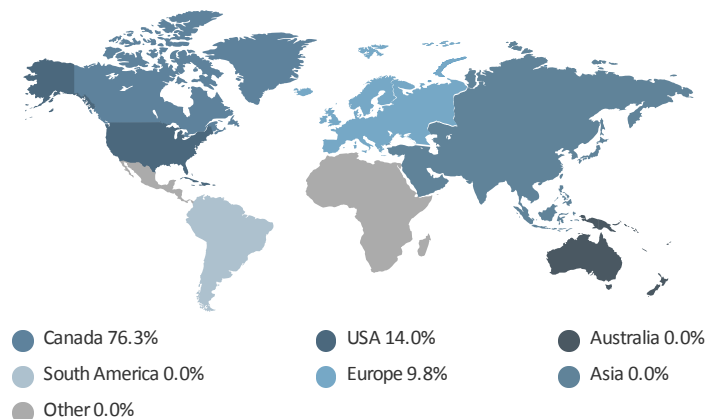 Canada 76.3%
USA 14.0%
Australia 0.0%
South America 0.0%
Europe 9.8%
Asia 0.0%
Other 0.0%